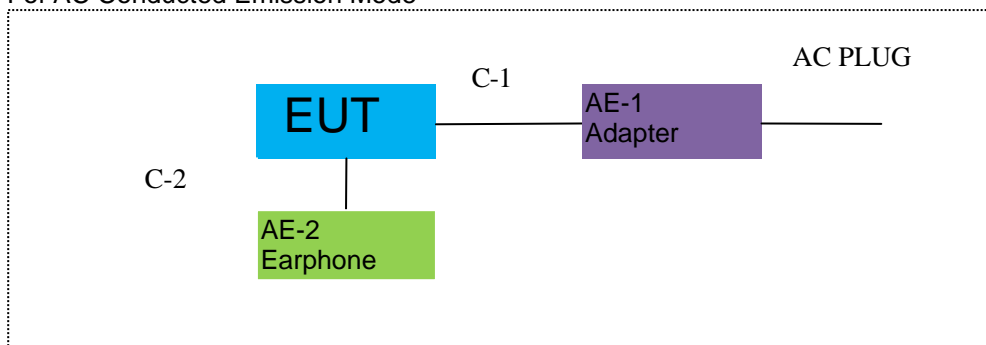 For AC Conducted Emission Mode
AC PLUG
C-1
EUT
AE-1
Adapter
C-2
AE-2
Earphone